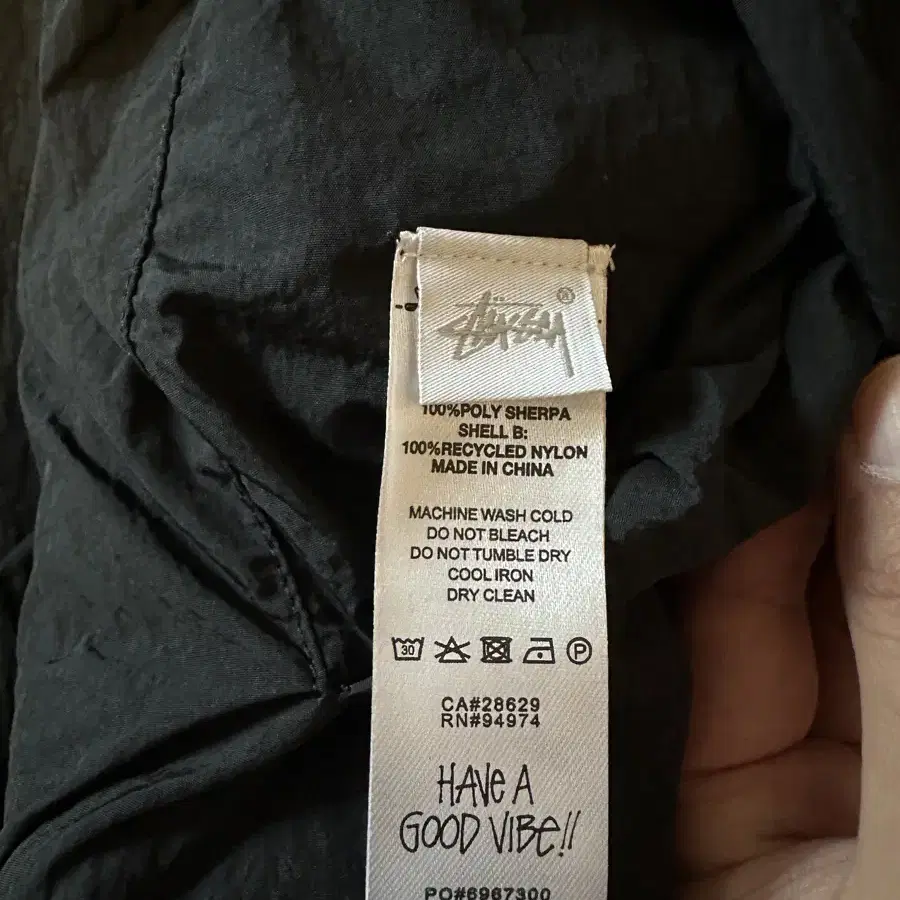 STÜSSY®
100%POLY SHERPA
SHELL B:
100%RECYCLED NYLON
MADE IN CHINA
MACHINE WASH COLD
DO NOT BLEACH
DO NOT TUMBLE DRY
COOL IRON
DRY CLEAN
30 P
CA#28629
RN#94974
HAVE A
GOOD VIBE!!
PO#6967300